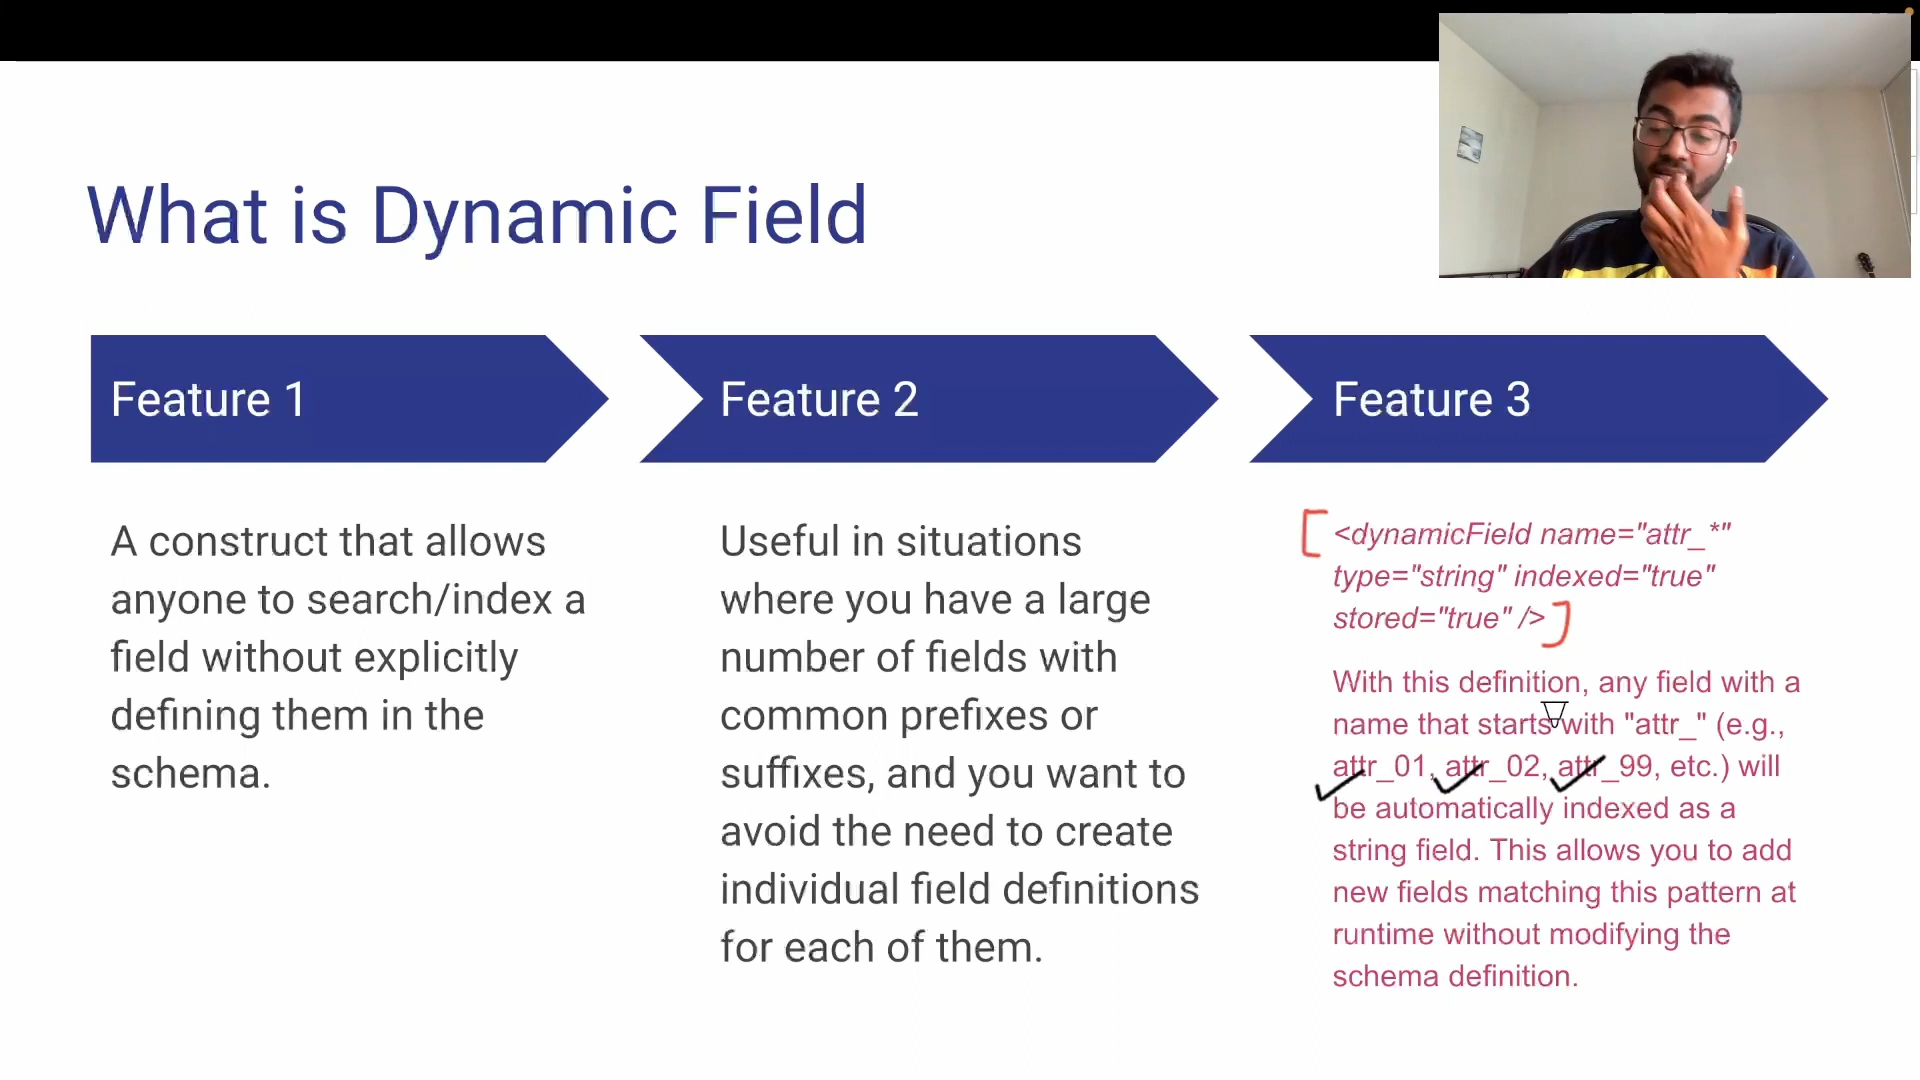 What is Dynamic Field
Feature 1
A construct that allows
anyone to search/index a
field without explicitly
defining them in the
schema.
Feature 2
Useful in situations
where you have a large
number of fields with
common prefixes or
suffixes, and you want to
avoid the need to create
individual field definitions
for each of them.
Feature 3
<dynamicField name="attr_*"
type="string" indexed="true"
stored="true" />
With this definition, any field with a
name that starts with "attr_" (e.g.,
attr_01, attr_02, attr_99, etc.) will
be automatically indexed as a
string field. This allows you to add
new fields matching this pattern at
runtime without modifying the
schema definition.